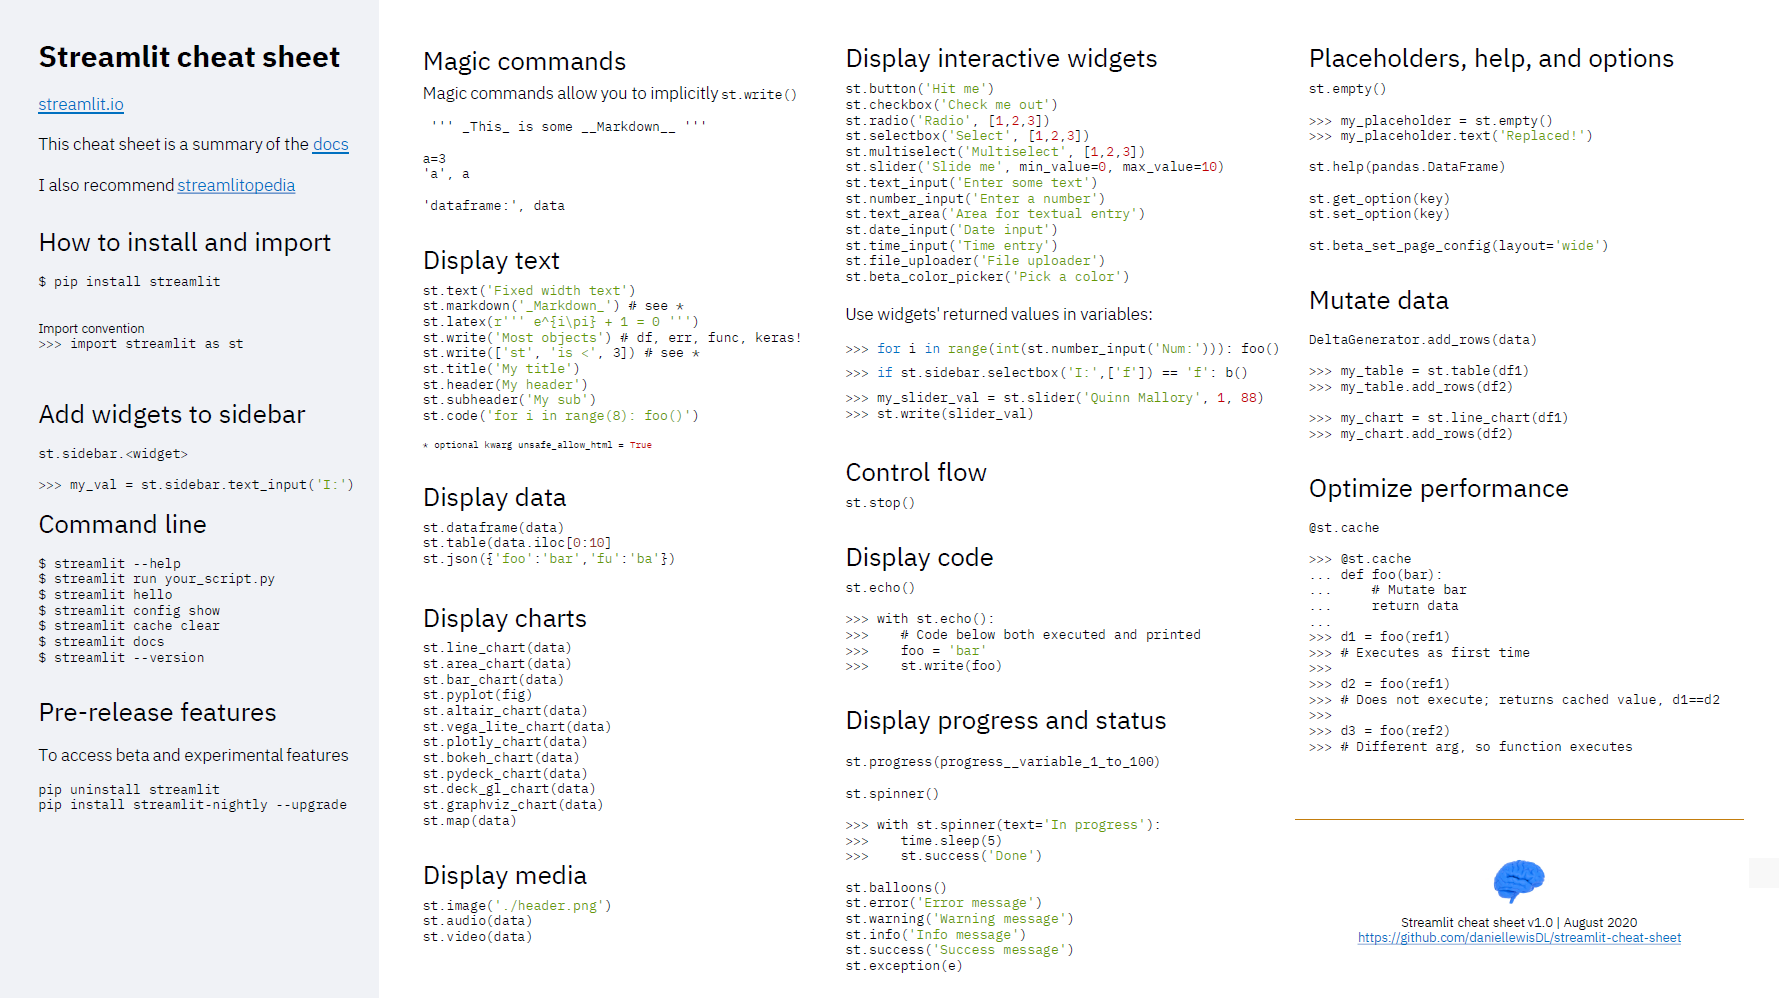 Streamlit cheat sheet
streamlit.io
This cheat sheet is a summary of the docs
I also recommend streamlitopedia
How to install and import
$ pip install streamlit
Import convention
>>> import streamlit as st
Add widgets to sidebar
st.sidebar.<widget>
>>> my_val = st.sidebar.text_input('I:')
Command line
$ streamlit --help
$ streamlit run your_script.py
$ streamlit hello
$ streamlit config show
$ streamlit cache clear
$ streamlit docs
$ streamlit --version
Pre-release features
To access beta and experimental features
pip uninstall streamlit
pip install streamlit-nightly --upgrade
Magic commands
Magic commands allow you to implicitly st.write()
''' _This_ is some __Markdown__ '''
a=3
'a', a
'dataframe:', data
Display text
st.text('Fixed width text')
st.markdown('_Markdown_') # see *
st.latex(r''' e^{i\pi} + 1 = 0 ''')
st.write('Most objects') # df, err, func, keras!
st.write(['st', 'is <', 3]) # see *
st.title('My title')
st.header(My header')
st.subheader('My sub')
st.code('for i in range(8): foo()')
* optional kwarg unsafe_allow_html = True
Display data
st.dataframe(data)
st.table(data.iloc[0:10]
st.json({'foo':'bar','fu':'ba'})
Display charts
st.line_chart(data)
st.area_chart(data)
st.bar_chart(data)
st.pyplot(fig)
st.altair_chart(data)
st.vega_lite_chart(data)
st.plotly_chart(data)
st.bokeh_chart(data)
st.pydeck_chart(data)
st.deck_gl_chart(data)
st.graphviz_chart(data)
st.map(data)
Display media
st.image('./header.png')
st.audio(data)
st.video(data)
Display interactive widgets
st.button('Hit me')
st.checkbox('Check me out')
st.radio('Radio', [1,2,3])
st.selectbox('Select', [1,2,3])
st.multiselect('Multiselect', [1,2,3])
st.slider('Slide me', min_value=0, max_value=10)
st.text_input('Enter some text')
st.number_input('Enter a number')
st.text_area('Area for textual entry')
st.date_input('Date input')
st.time_input('Time entry')
st.file_uploader('File uploader')
st.beta_color_picker('Pick a color')
Use widgets' returned values in variables:
>>> for i in range(int(st.number_input('Num:'))): foo()
>>> if st.sidebar.selectbox('I:',['f']) == 'f': b()
>>> my_slider_val = st.slider('Quinn Mallory', 1, 88)
>>> st.write(slider_val)
Control flow
st.stop()
Display code
st.echo()
>>> with st.echo():
>>>    # Code below both executed and printed
>>>    foo = 'bar'
>>>    st.write(foo)
Display progress and status
st.progress(progress__variable_1_to_100)
st.spinner()
>>> with st.spinner(text='In progress'):
>>>    time.sleep(5)
>>>    st.success('Done')
st.balloons()
st.error('Error message')
st.warning('Warning message')
st.info('Info message')
st.success('Success message')
st.exception(e)
Placeholders, help, and options
st.empty()
>>> my_placeholder = st.empty()
>>> my_placeholder.text('Replaced!')
st.help(pandas.DataFrame)
st.get_option(key)
st.set_option(key)
st.beta_set_page_config(layout='wide')
Mutate data
DeltaGenerator.add_rows(data)
>>> my_table = st.table(df1)
>>> my_table.add_rows(df2)
>>> my_chart = st.line_chart(df1)
>>> my_chart.add_rows(df2)
Optimize performance
@st.cache
>>> @st.cache
... def foo(bar):
...     # Mutate bar
...     return data
...
>>> d1 = foo(ref1)
>>> # Executes as first time
>>>
>>> d2 = foo(ref1)
>>> # Does not execute; returns cached value, d1==d2
>>>
>>> d3 = foo(ref2)
>>> # Different arg, so function executes
Streamlit cheat sheet v1.0 | August 2020
https://github.com/daniellewisDL/streamlit-cheat-sheet